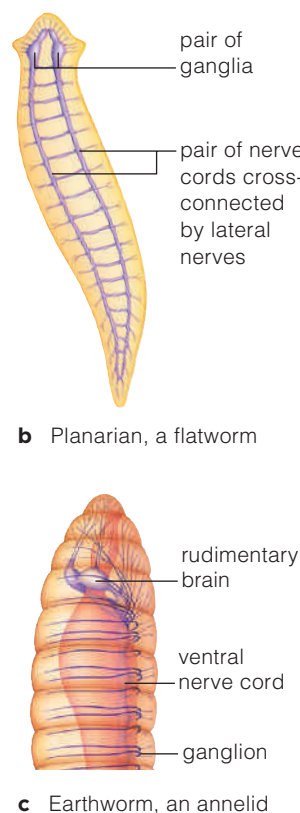 pair of
ganglia
pair of nerve
cords cross-
connected
by lateral
nerves
b Planarian, a flatworm
rudimentary
brain
ventral
nerve cord
ganglion
c Earthworm, an annelid